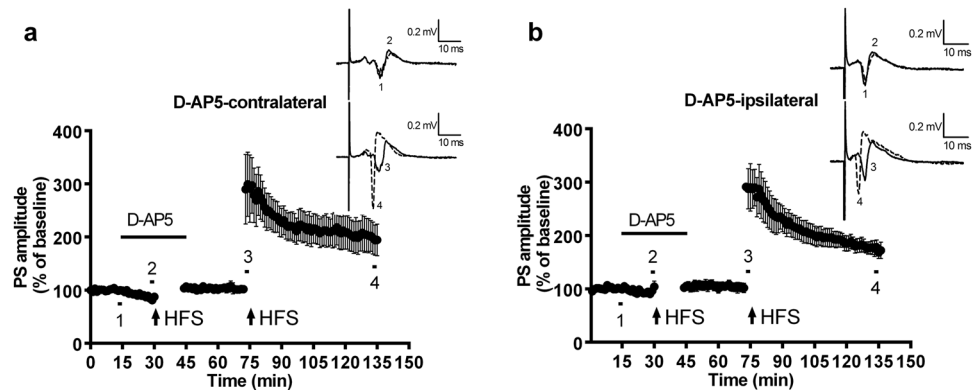 a
D-AP5-contralateral
0.2 mV
10 ms
2
1
0.2 mV
10 ms
3
4
PS amplitude
(% of baseline)
400
300
200
100
0
D-AP5
2
1
3
4
HFS
HFS
0 15 30 45 60 75 90 105 120 135 150
Time (min)
b
D-AP5-ipsilateral
0.2 mV
10 ms
2
1
0.2 mV
10 ms
3
4
PS amplitude
(% of baseline)
400
300
200
100
0
D-AP5
2
1
3
4
HFS
HFS
15 30 45 60 75 90 105 120 135 150
Time (min)